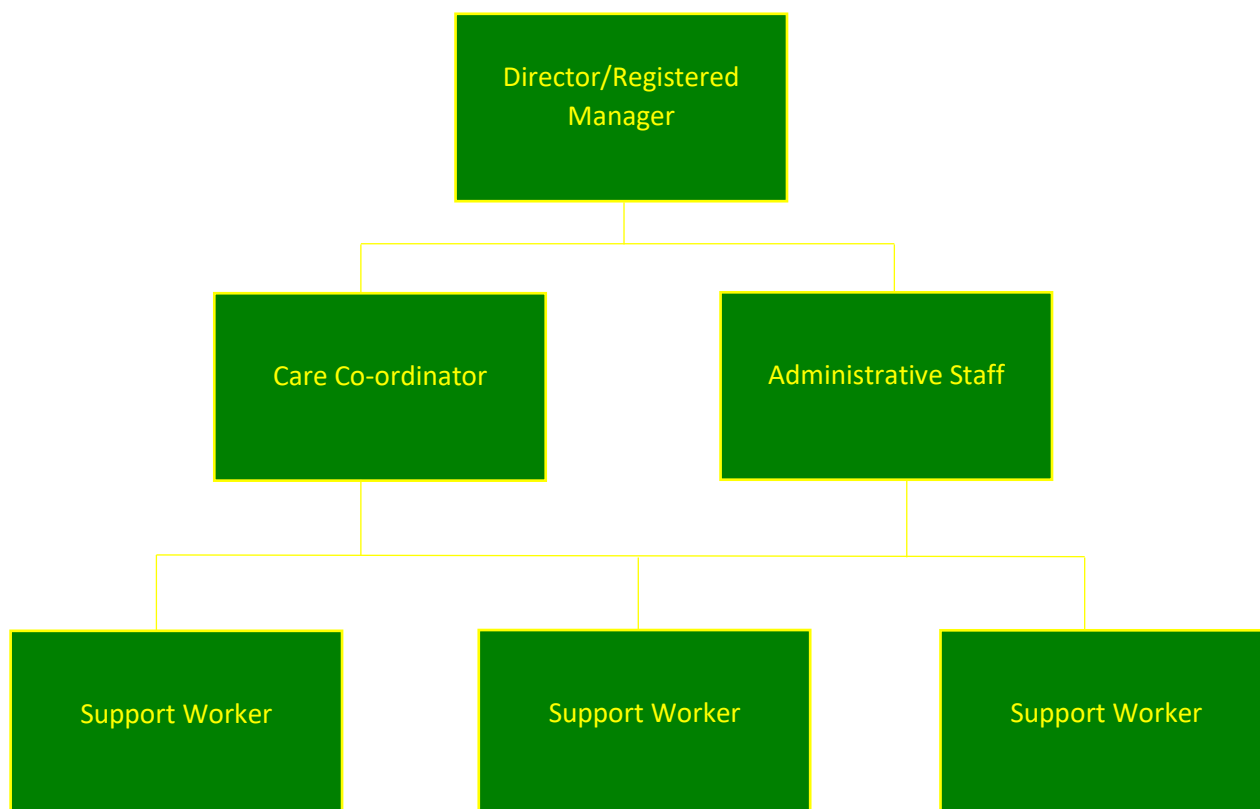 Director/Registered
Manager
Care Co-ordinator
Administrative Staff
Support Worker
Support Worker
Support Worker